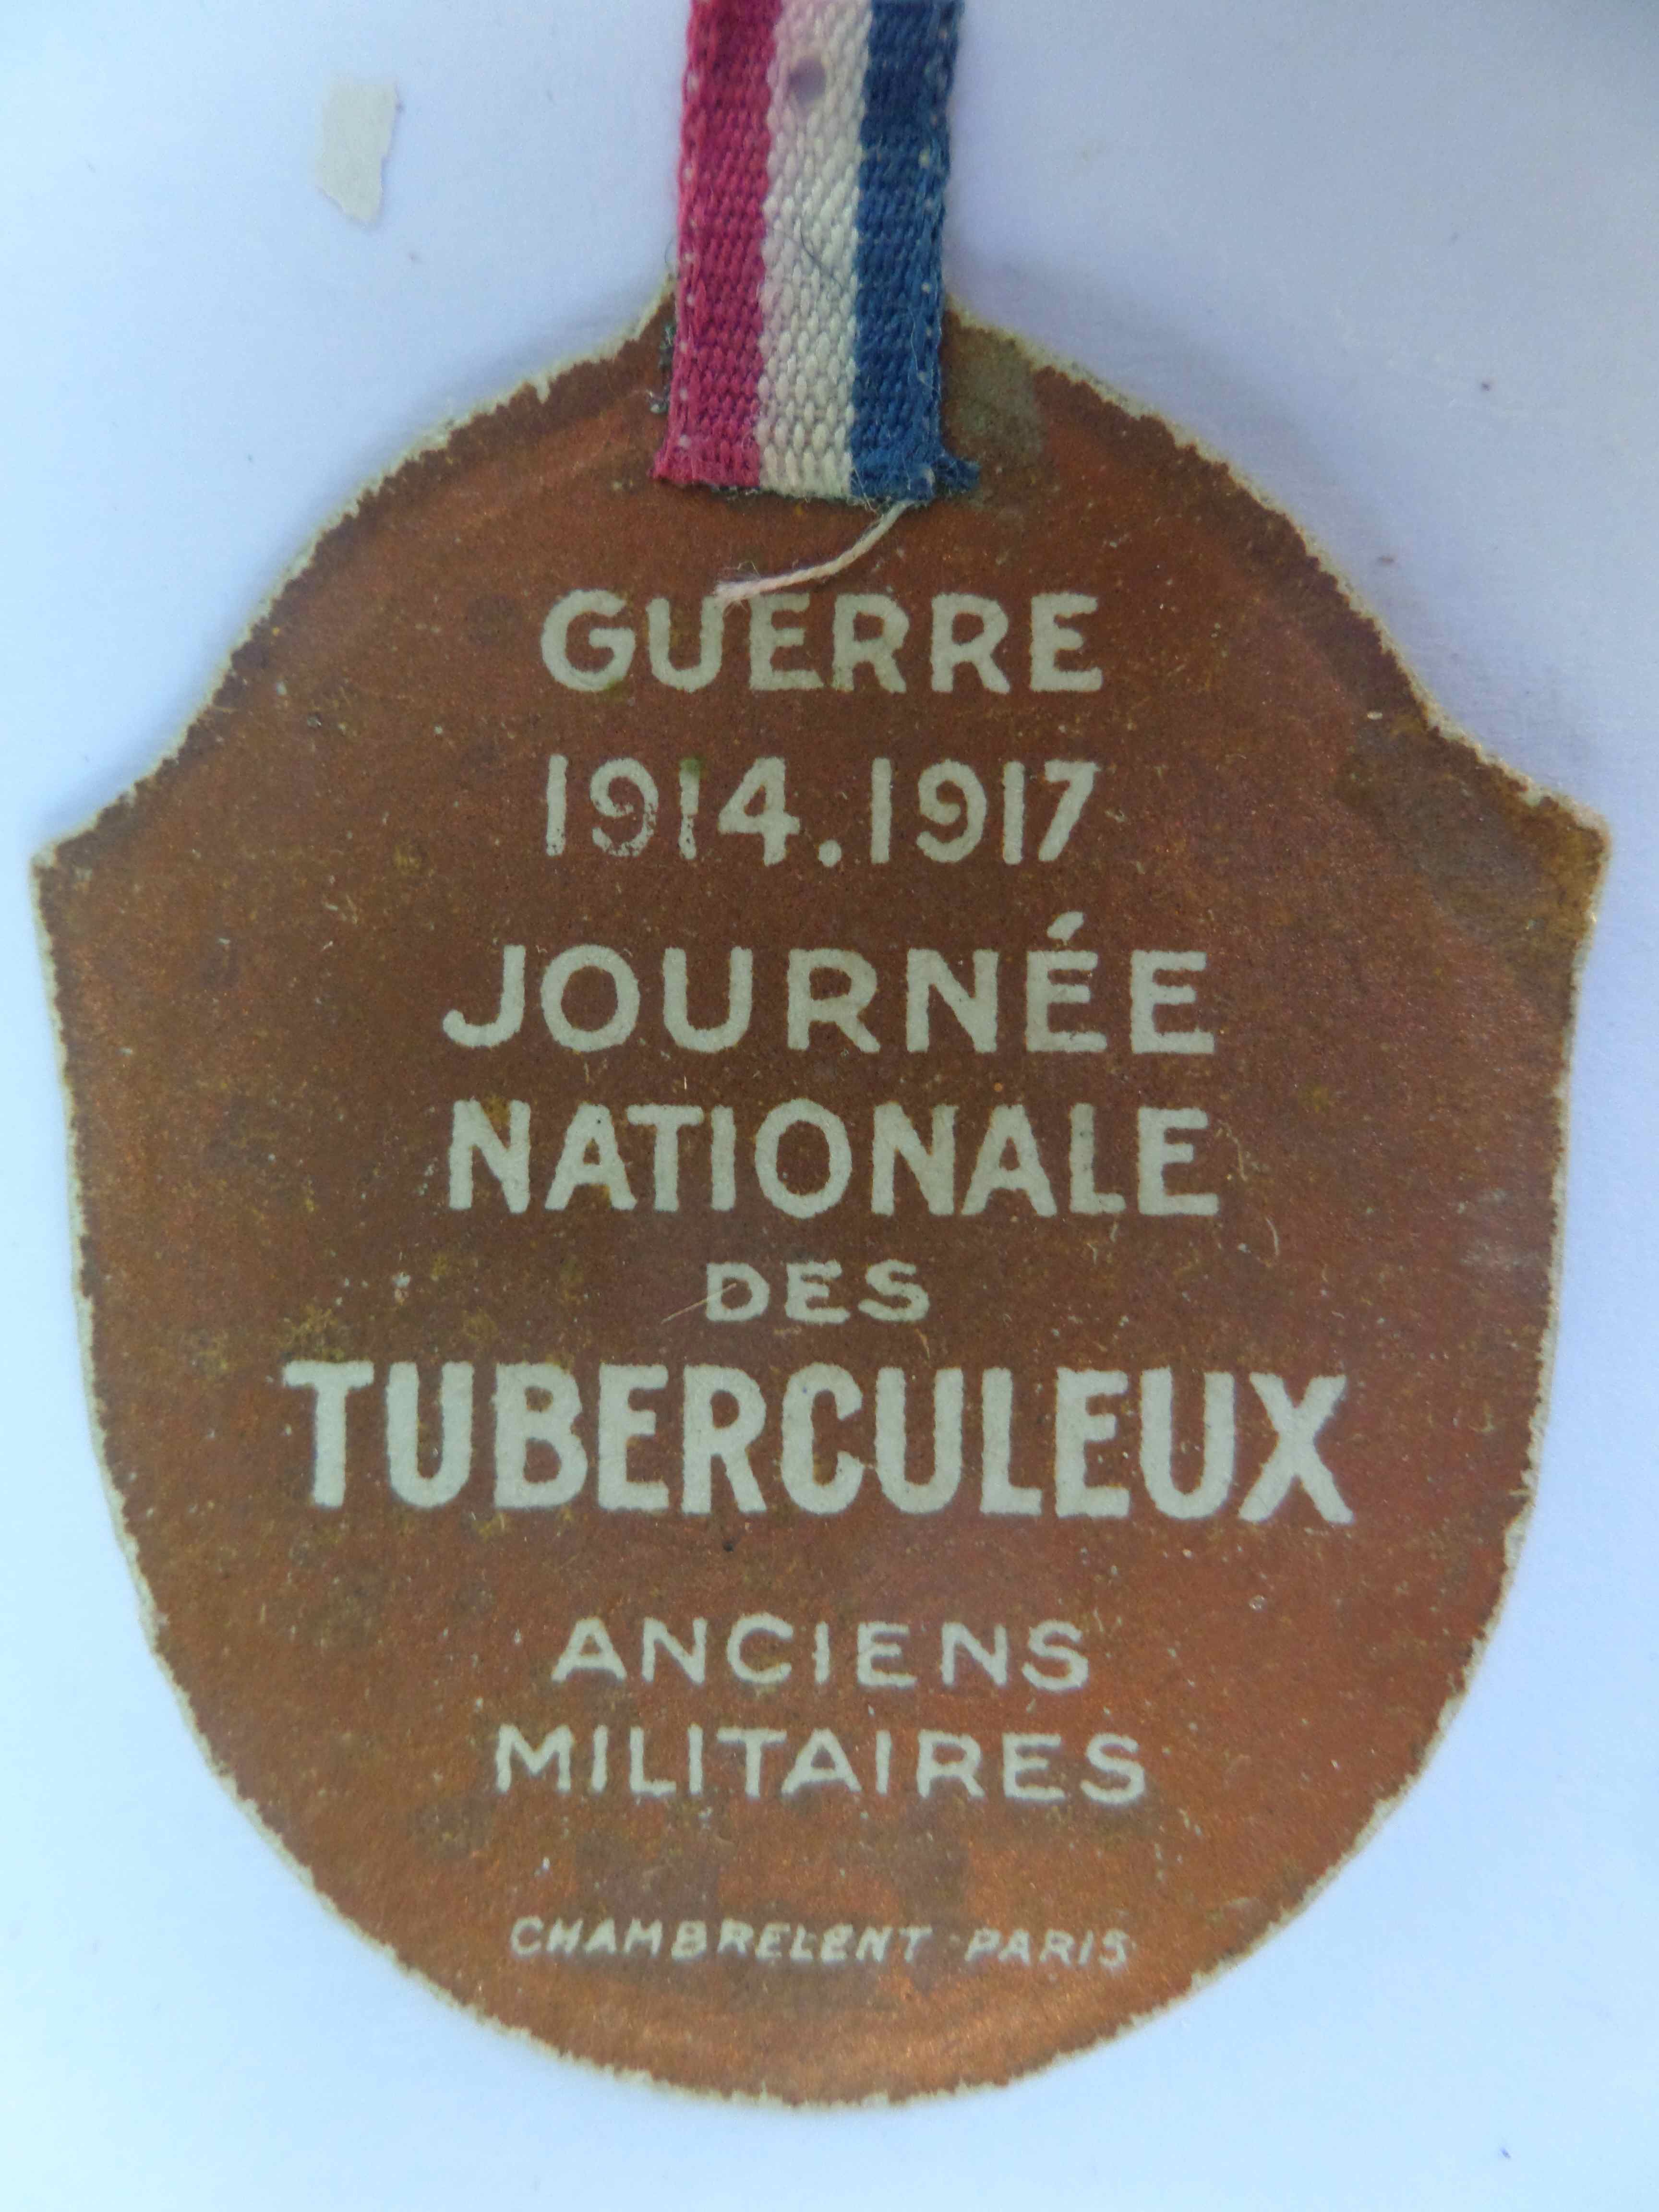 GUERRE
1914.1917
JOURNÉE
NATIONALE
DES
TUBERCULEUX
ANCIENS
MILITAIRES
CHAMBRELENT-PARIS